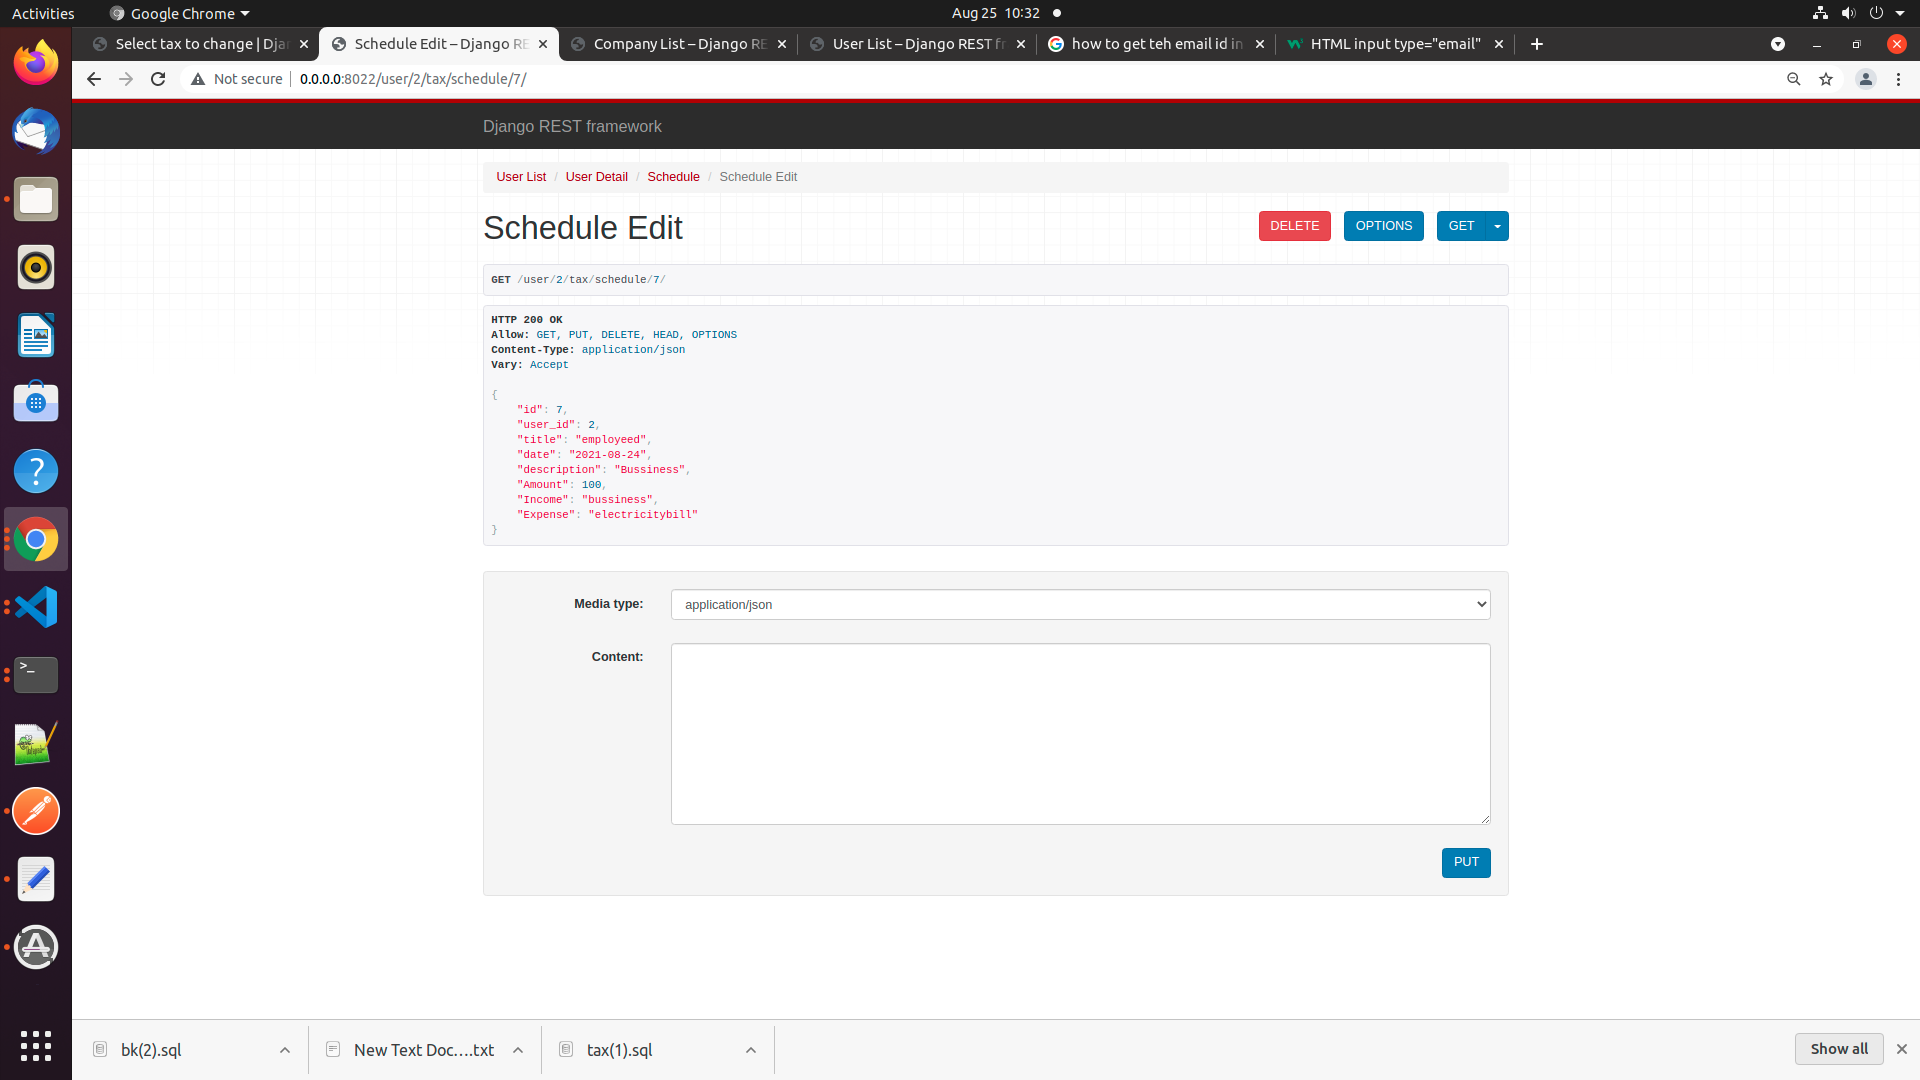 Activities
Google Chrome
Aug 25 10:32
Select tax to change | Djan
Schedule Edit – Django RE
Company List – Django RE
User List – Django REST fr
how to get teh email id in
HTML input type="email"
Not secure
0.0.0.0:8022/user/2/tax/schedule/7/
Django REST framework
User List / User Detail / Schedule / Schedule Edit
Schedule Edit
DELETE
OPTIONS
GET
GET /user/2/tax/schedule/7/
HTTP 200 OK
Allow: GET, PUT, DELETE, HEAD, OPTIONS
Content-Type: application/json
Vary: Accept
{
"id": 7,
"user_id": 2,
"title": "employeed",
"date": "2021-08-24",
"description": "Bussiness",
"Amount": 100,
"Income": "bussiness",
"Expense": "electricitybill"
}
Media type:
application/json
Content:
PUT
bk(2).sql
New Text Doc....txt
tax(1).sql
Show all